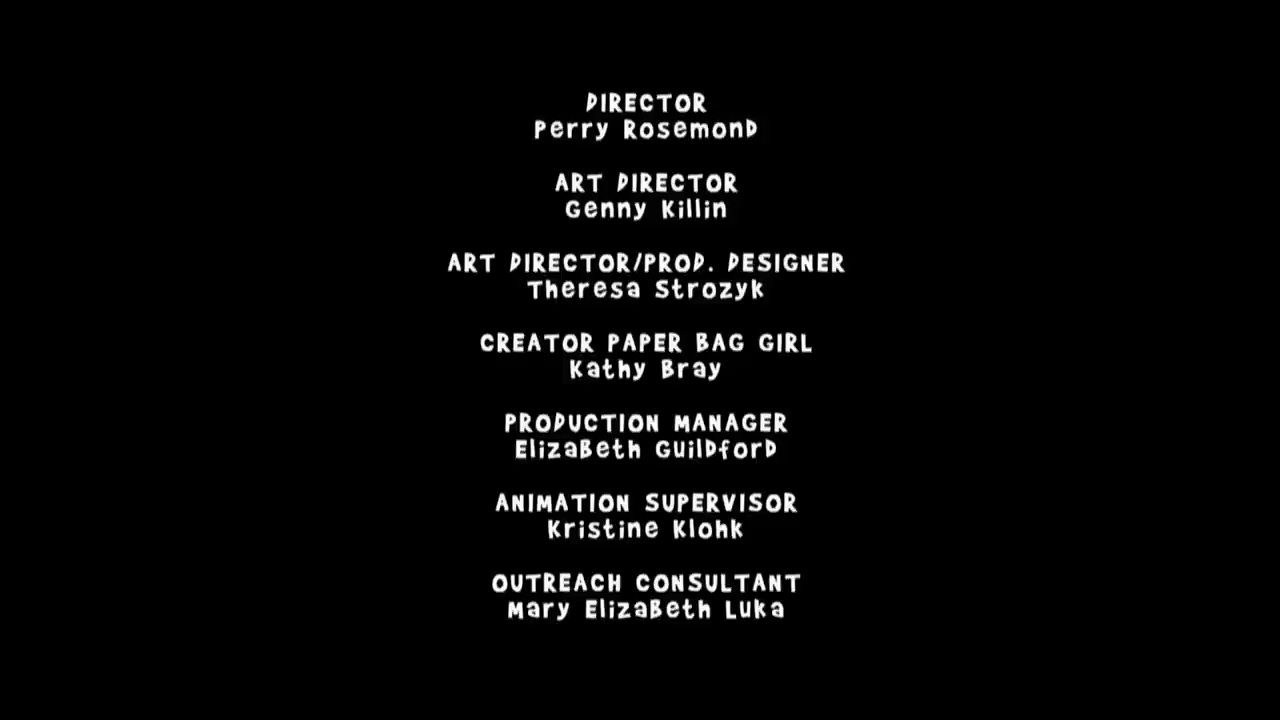 DIRECTOR
Perry Rosemond
ART DIRECTOR
Genny Killin
ART DIRECTOR/PROD. DESIGNER
Theresa Strozyk
CREATOR PAPER BAG GIRL
Kathy Bray
PRODUCTION MANAGER
Elizabeth Guildford
ANIMATION SUPERVISOR
Kristine Klohk
OUTREACH CONSULTANT
Mary Elizabeth Luka